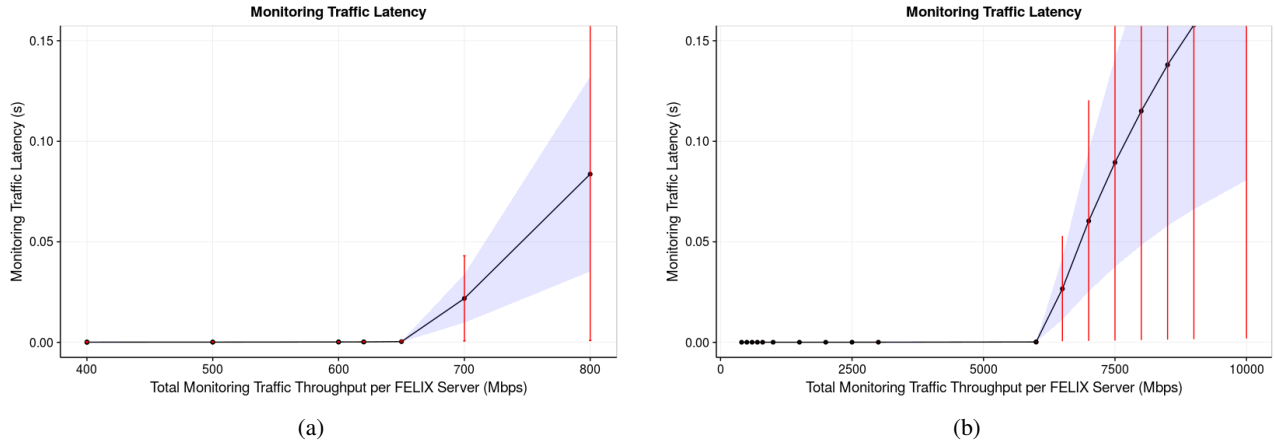 Monitoring Traffic Latency
0.15
0.10
0.05
0.00
Monitoring Traffic Latency (s)
400 500 600 700 800
Total Monitoring Traffic Throughput per FELIX Server (Mbps)
(a)
Monitoring Traffic Latency
0.15
0.10
0.05
0.00
Monitoring Traffic Latency (s)
0 2500 5000 7500 10000
Total Monitoring Traffic Throughput per FELIX Server (Mbps)
(b)